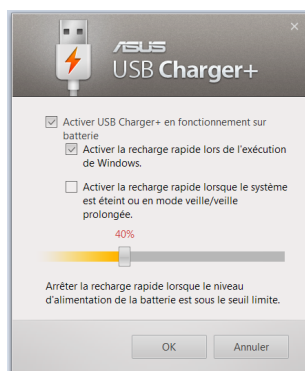 ASUS
USB Charger+
Activer USB Charger+ en fonctionnement sur
batterie
Activer la recharge rapide lors de l'exécution
de Windows.
Activer la recharge rapide lorsque le système
est éteint ou en mode veille/veille
prolongée.
40%
Arrêter la recharge rapide lorsque le niveau
d'alimentation de la batterie est sous le seuil limite.
OK
Annuler